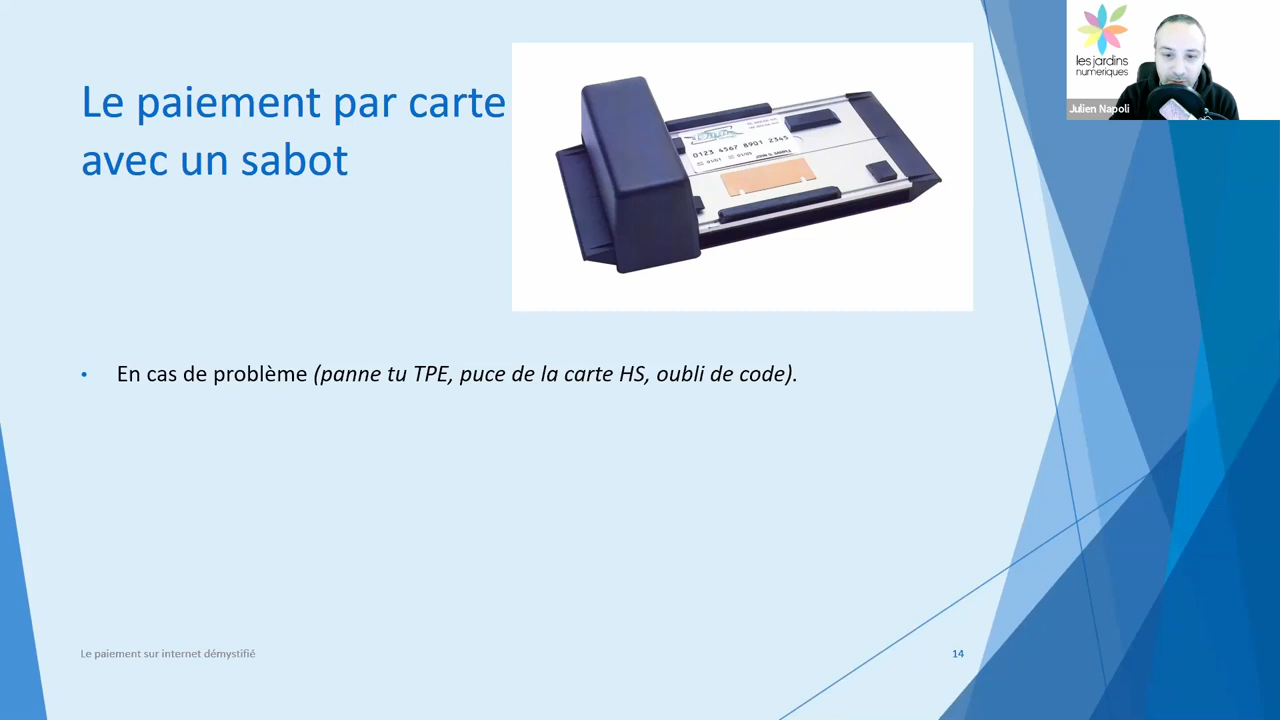 Le paiement par carte
avec un sabot
les jardins
numeriques
Julien Napoli
0123 4567 8901 2345
• En cas de problème (panne tu TPE, puce de la carte HS, oubli de code).
Le paiement sur internet démystifié
14